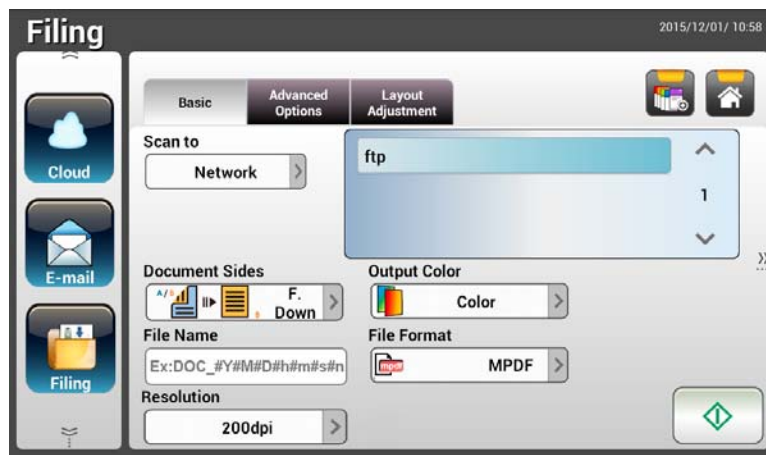 Filing
2015/12/01/ 10:58
Basic
Advanced
Options
Layout
Adjustment
Cloud
E-mail
Filing
Scan to
Network
ftp
1
Document Sides
F.
Down
Output Color
Color
File Name
Ex:DOC_#Y#M#D#h#m#s#n
File Format
mpdf
MPDF
Resolution
200dpi